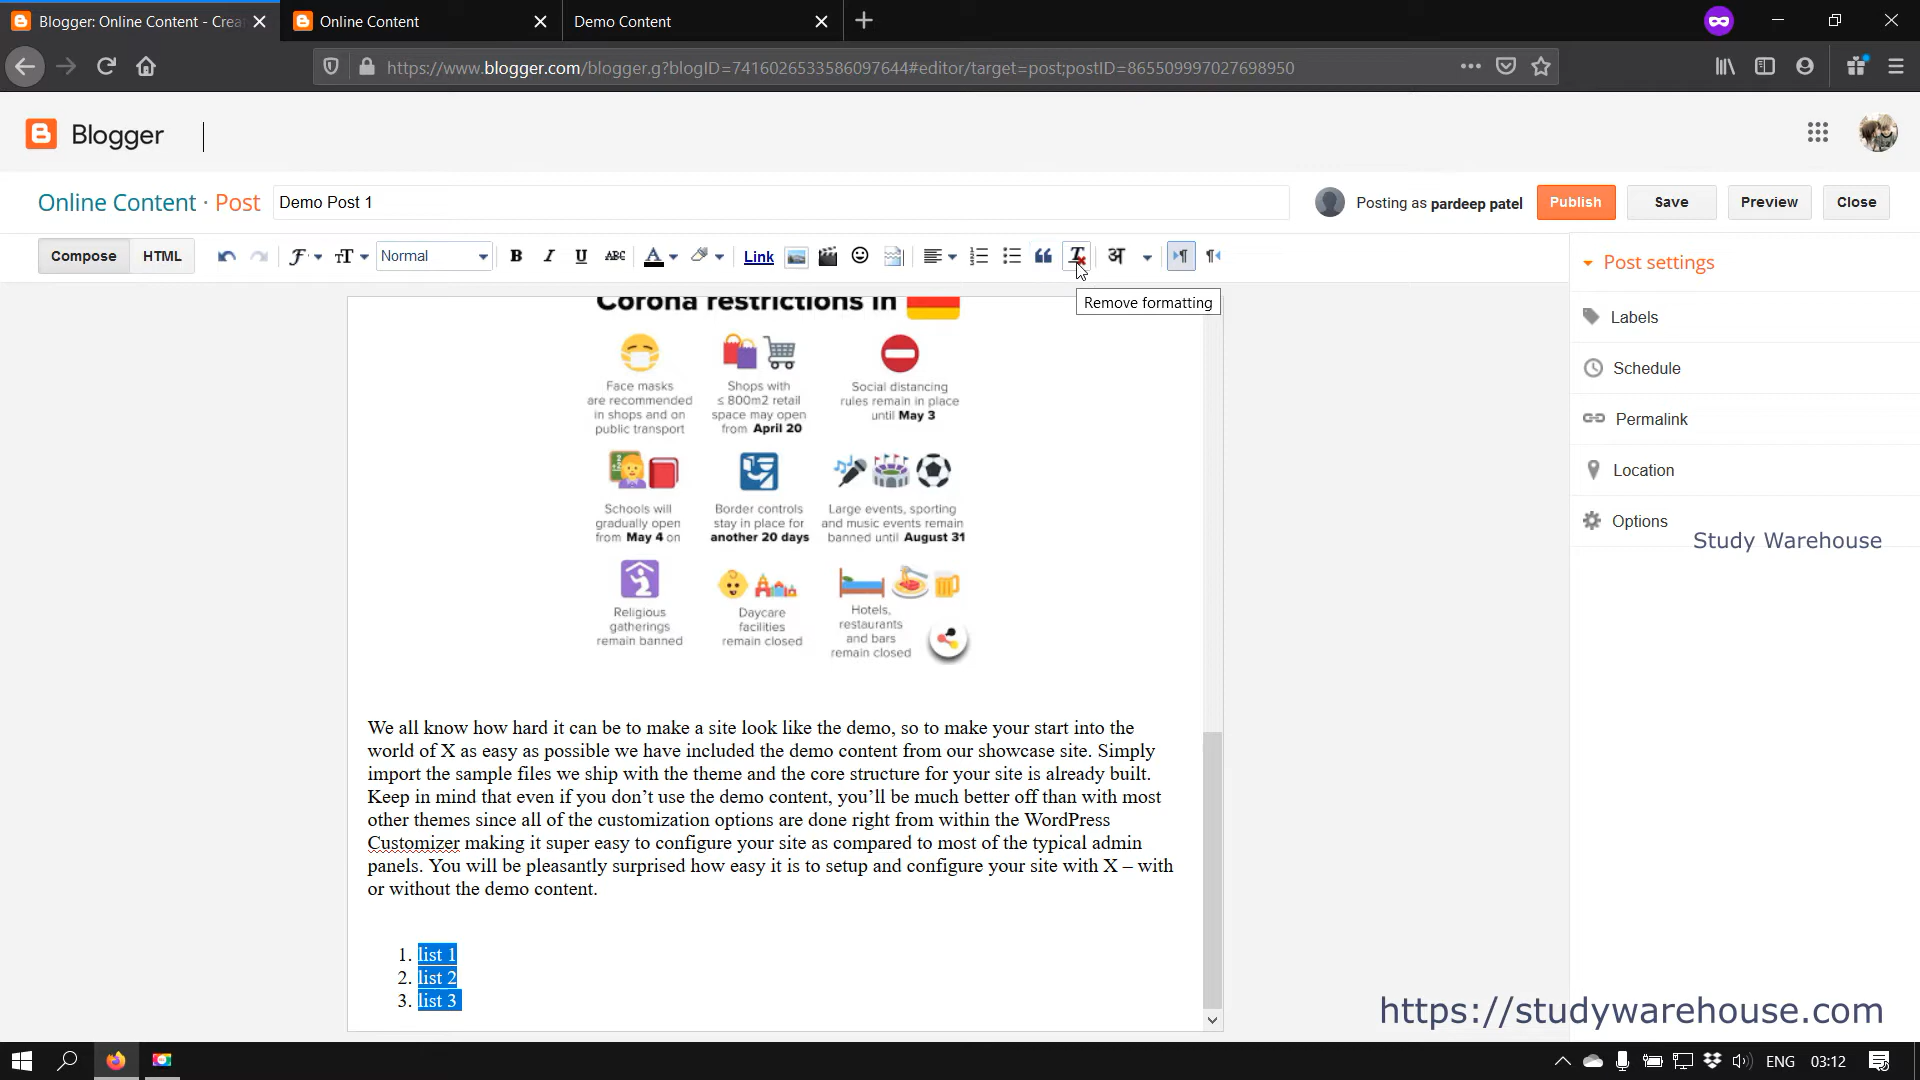 Blogger: Online Content - Crea
Online Content
Demo Content
https://www.blogger.com/blogger.g?blogID=7416026533586097644#editor/target=post;postID=865509997027698950
Blogger
Online Content · Post
Demo Post 1
Posting as pardeep patel
Publish
Save
Preview
Close
Compose
HTML
Normal
B I U ABC A
Link
अ
Remove formatting
Post settings
Labels
Schedule
Permalink
Location
Options
Study Warehouse
Corona restrictions in
Face masks
are recommended
in shops and on
public transport
Shops with
≤ 800m2 retail
space may open
from April 20
Social distancing
rules remain in place
until May 3
Schools will
gradually open
from May 4 on
Border controls
stay in place for
another 20 days
Large events, sporting
and music events remain
banned until August 31
Religious
gatherings
remain banned
Daycare
facilities
remain closed
Hotels,
restaurants
and bars
remain closed
We all know how hard it can be to make a site look like the demo, so to make your start into the
world of X as easy as possible we have included the demo content from our showcase site. Simply
import the sample files we ship with the theme and the core structure for your site is already built.
Keep in mind that even if you don’t use the demo content, you’ll be much better off than with most
other themes since all of the customization options are done right from within the WordPress
Customizer making it super easy to configure your site as compared to most of the typical admin
panels. You will be pleasantly surprised how easy it is to setup and configure your site with X – with
or without the demo content.
1. list 1
2. list 2
3. list 3
https://studywarehouse.com
ENG
03:12